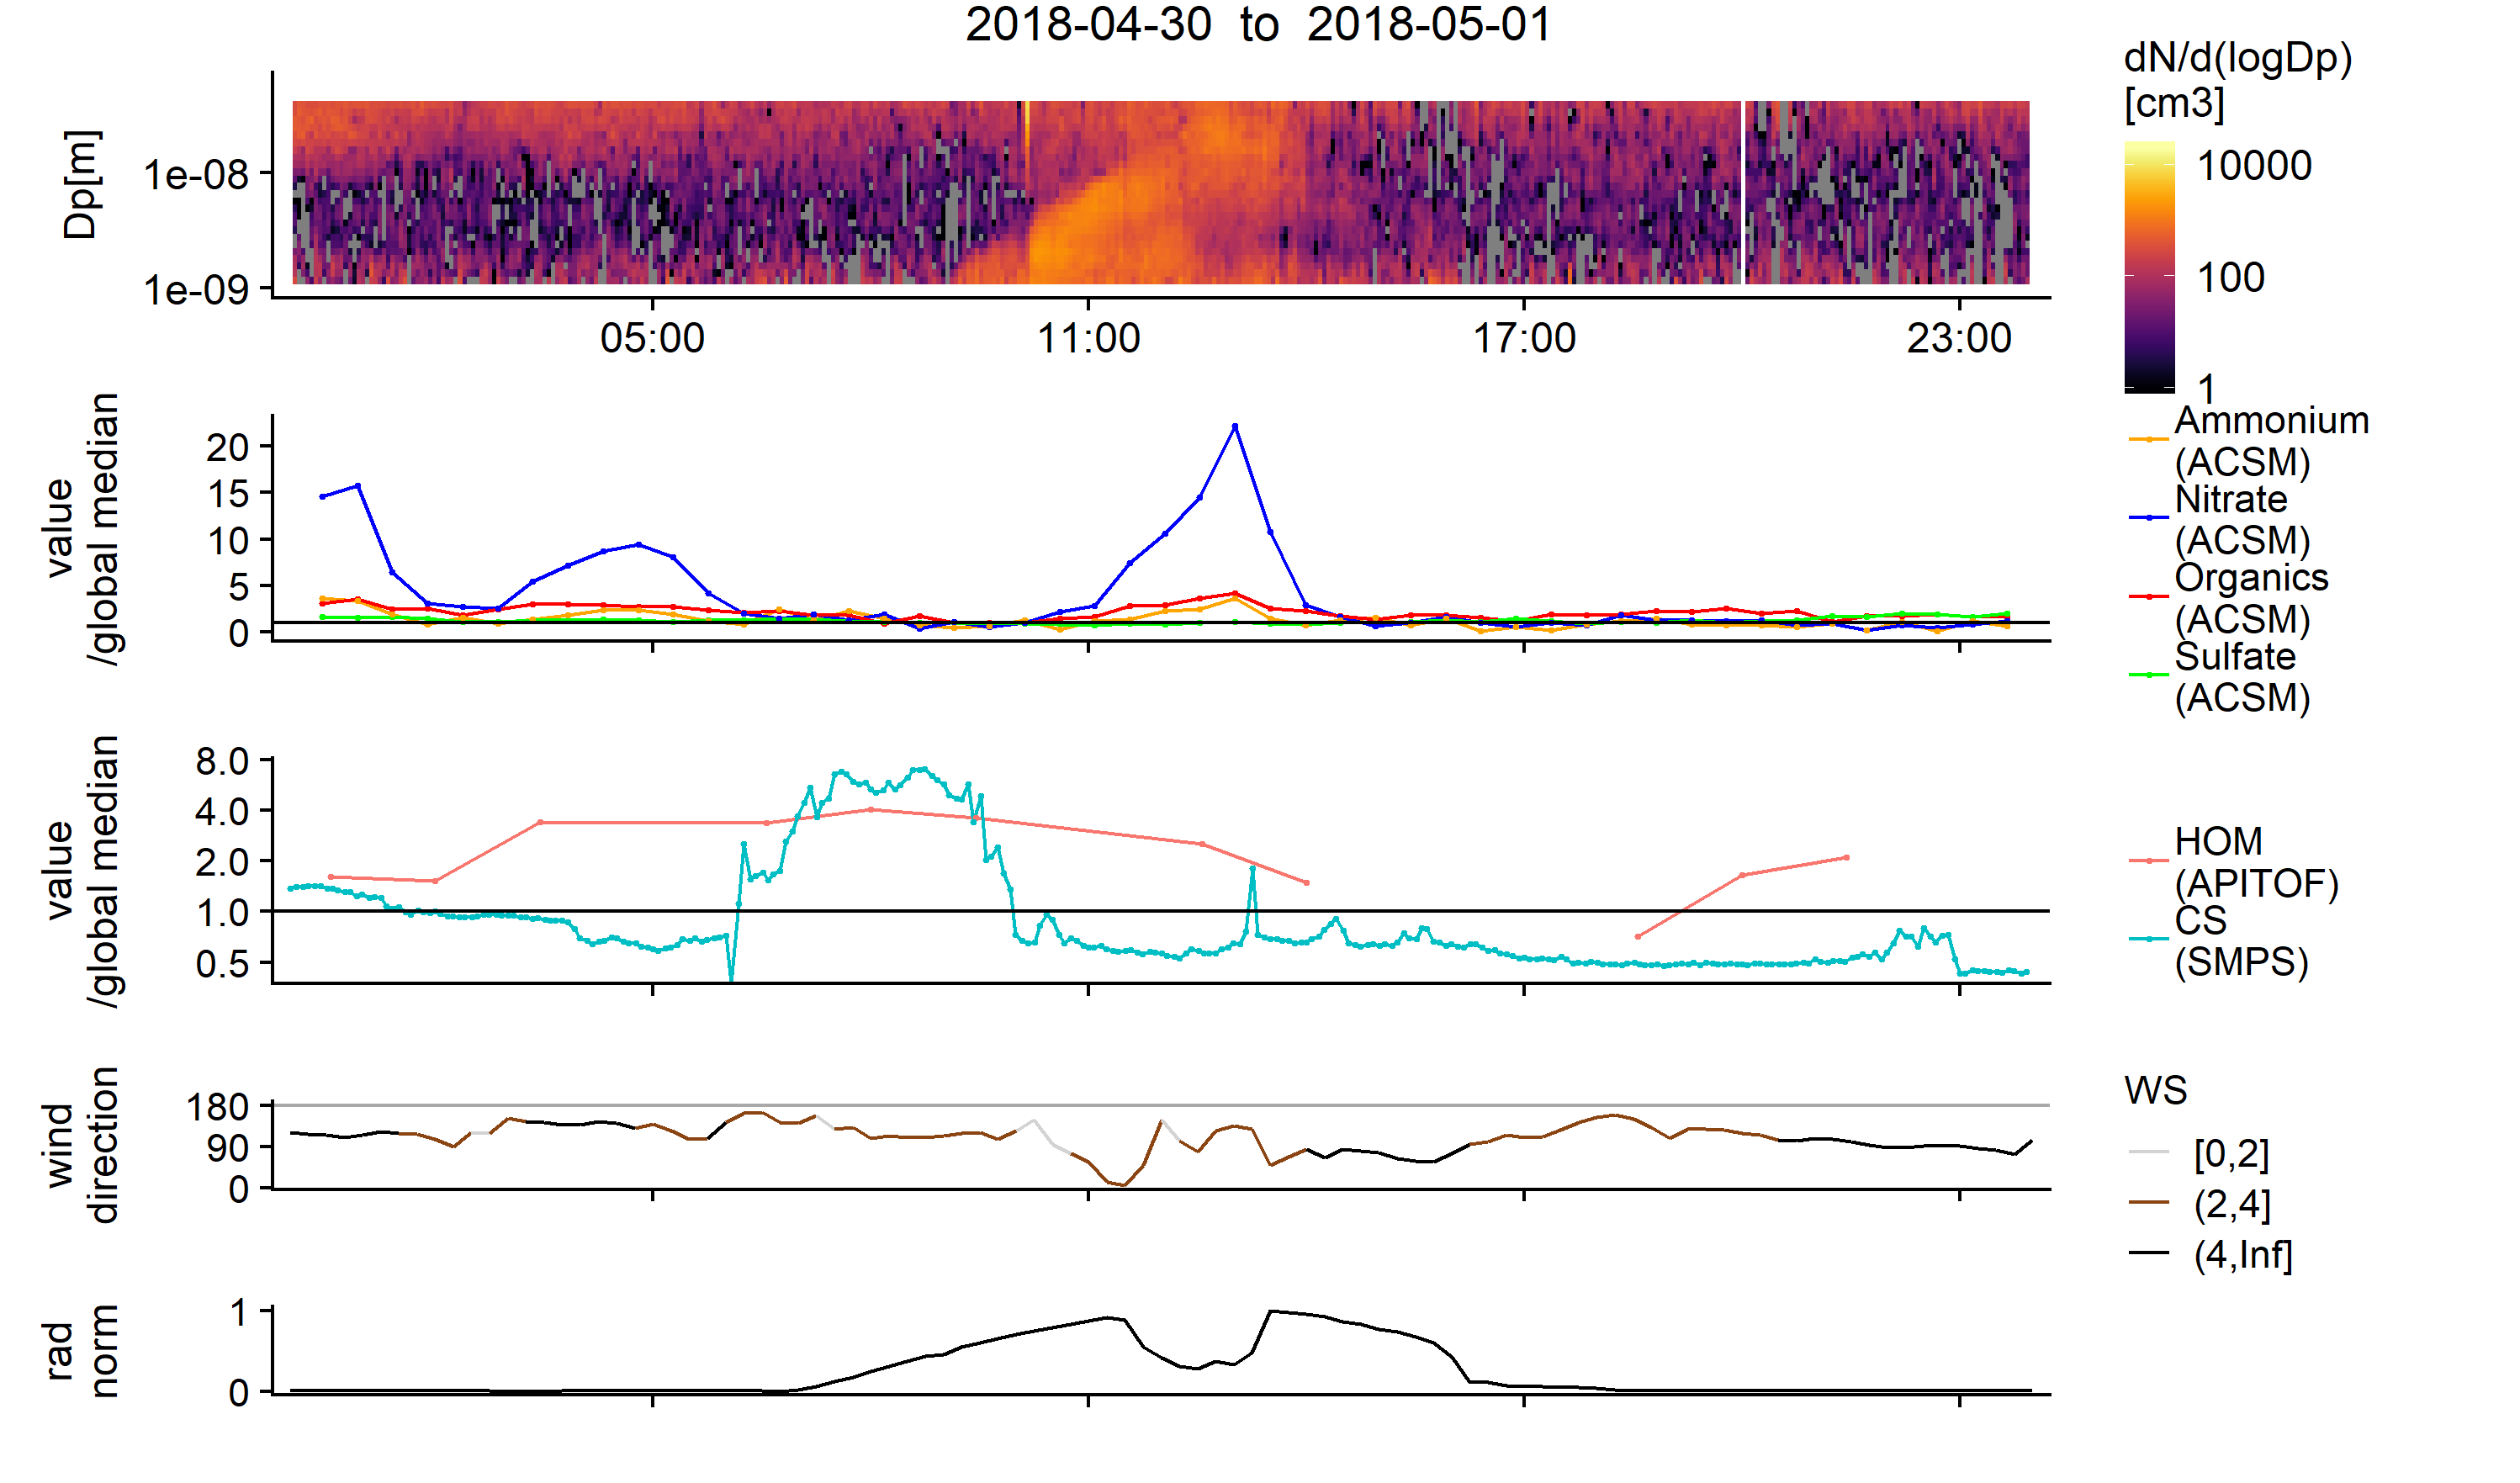 2018-04-30 to 2018-05-01
Dp[m]
1e-08
1e-09
05:00
11:00
17:00
23:00
dN/d(logDp)
[cm3]
10000
100
1
value
/global median
20
15
10
5
0
Ammonium
(ACSM)
Nitrate
(ACSM)
Organics
(ACSM)
Sulfate
(ACSM)
value
/global median
8.0
4.0
2.0
1.0
0.5
HOM
(APITOF)
CS
(SMPS)
wind
direction
180
90
0
WS
[0,2]
(2,4]
(4,Inf]
rad
norm
1
0